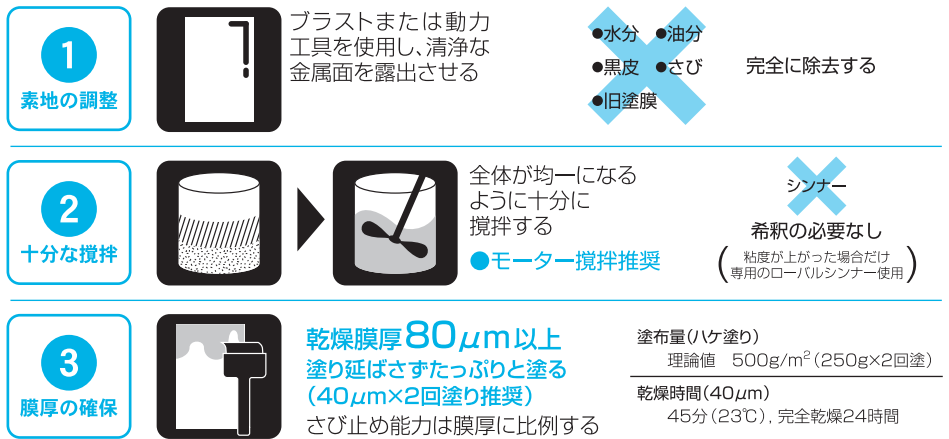 1
素地の調整
ブラストまたは動力
工具を使用し、清浄な
金属面を露出させる
●水分 ●油分
●黒皮 ●さび
●旧塗膜
完全に除去する
2
十分な撹拌
全体が均一になる
ように十分に
撹拌する
●モーター撹拌推奨
シンナー
希釈の必要なし
(粘度が上がった場合だけ
専用のローバルシンナー使用)
3
膜厚の確保
乾燥膜厚80μm以上
塗り延ばさずたっぷりと塗る
(40μm×2回塗り推奨)
さび止め能力は膜厚に比例する
塗布量(ハケ塗り)
理論値 500g/m²(250g×2回塗)
乾燥時間(40μm)
45分(23℃), 完全乾燥24時間